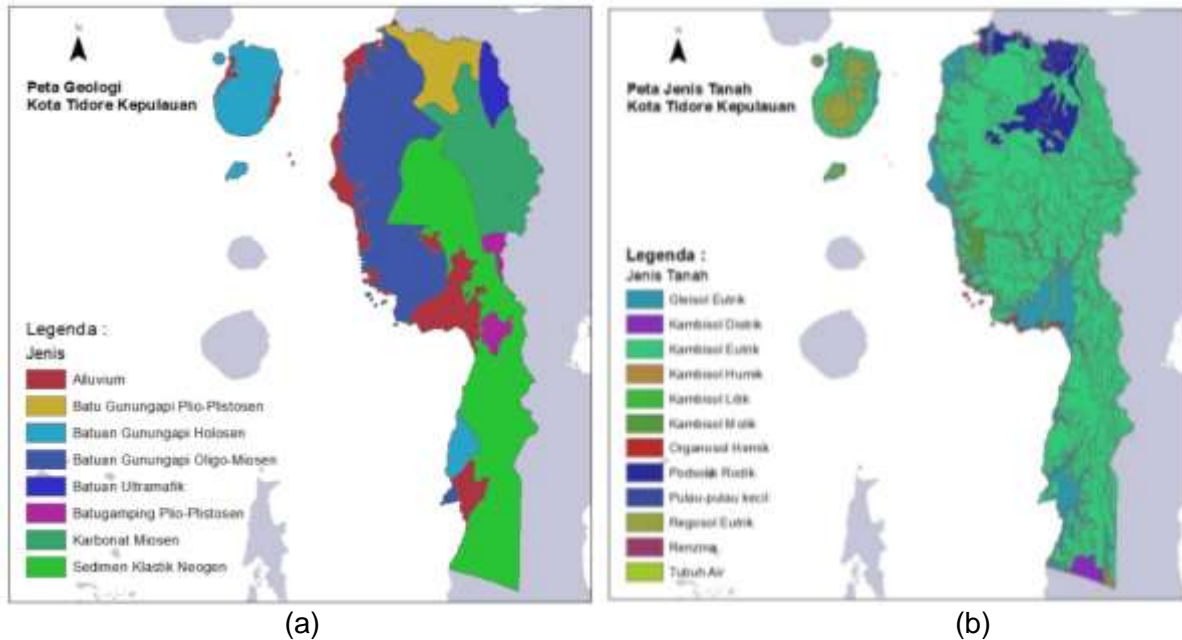 N
Peta Geologi
Kota Tidore Kepulauan
Legenda :
Jenis
Alluvium
Batu Gunungapi Plio-Plistosen
Batuan Gunungapi Holosen
Batuan Gunungapi Oligo-Miosen
Batuan Ultramafik
Batugamping Plio-Plistosen
Karbonat Miosen
Sedimen Klastik Neogen
(a)
N
Peta Jenis Tanah
Kota Tidore Kepulauan
Legenda :
Jenis Tanah
Gleisol Eutrik
Kambisol Distrik
Kambisol Eutrik
Kambisol Humik
Kambisol Litik
Kambisol Molik
Organosol Hemik
Podsolik Rodik
Pulau-pulau kecil
Regosol Eutrik
Renzina
Tubuh Air
(b)